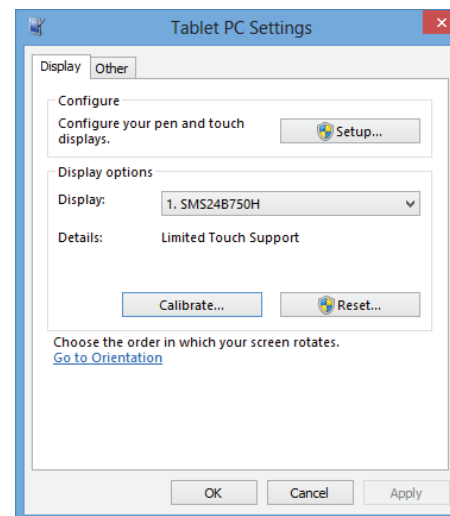 Tablet PC Settings
Display Other
Configure
Configure your pen and touch
displays.
Setup...
Display options
Display: 1. SMS24B750H
Details: Limited Touch Support
Calibrate... Reset...
Choose the order in which your screen rotates.
Go to Orientation
OK Cancel Apply